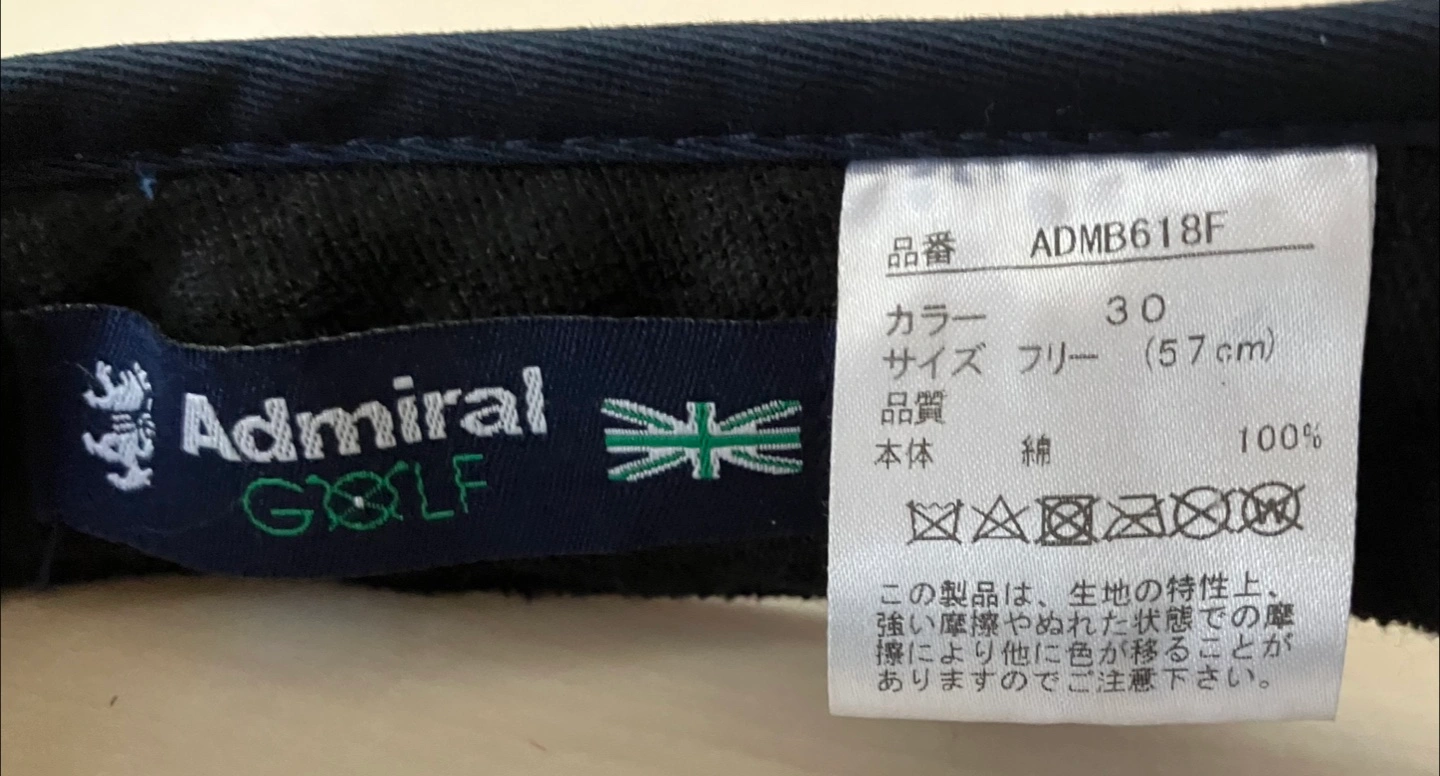 Admiral
GOLF
品番 ADMB618F
カラー 30
サイズ フリー (57cm)
品質
本体 綿 100%
この製品は、生地の特性上、
強い摩擦やぬれた状態での摩
擦により他に色が移ることが
ありますのでご注意下さい。